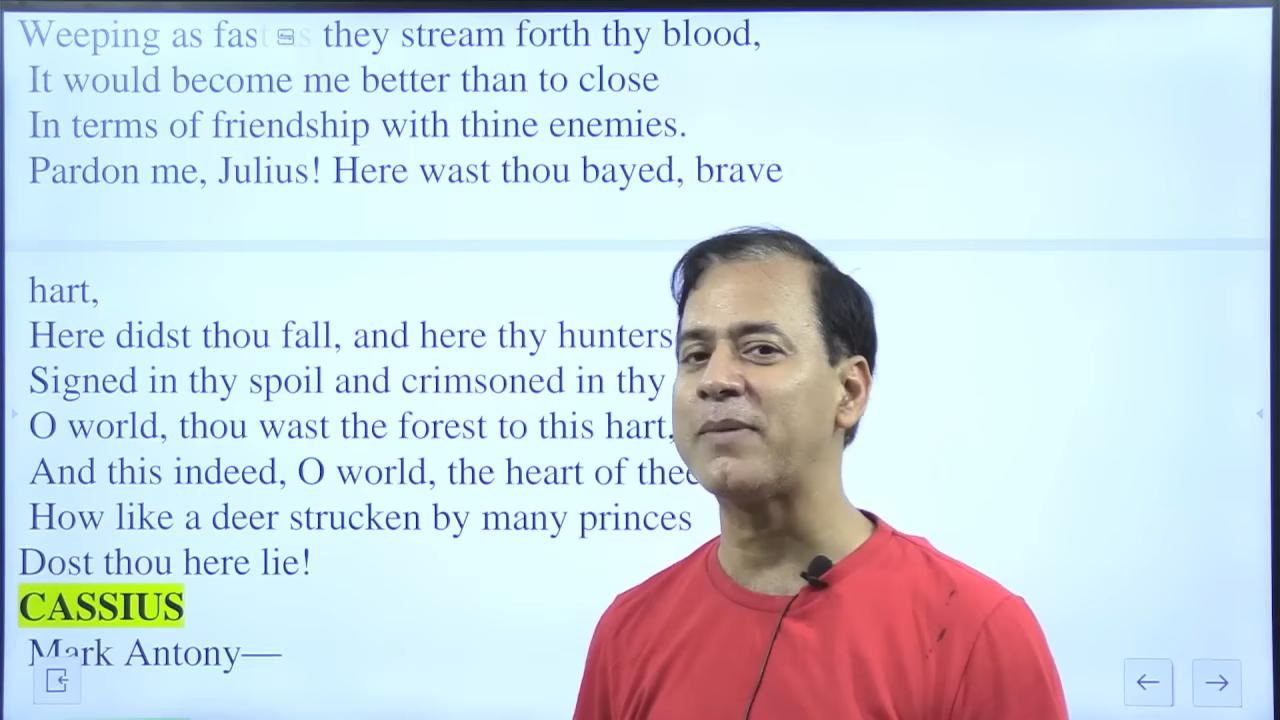 Weeping as fast as they stream forth thy blood,
It would become me better than to close
In terms of friendship with thine enemies.
Pardon me, Julius! Here wast thou bayed, brave
hart,
Here didst thou fall, and here thy hunters
Signed in thy spoil and crimsoned in thy
O world, thou wast the forest to this hart,
And this indeed, O world, the heart of thee
How like a deer strucken by many princes
Dost thou here lie!
CASSIUS
Mark Antony—